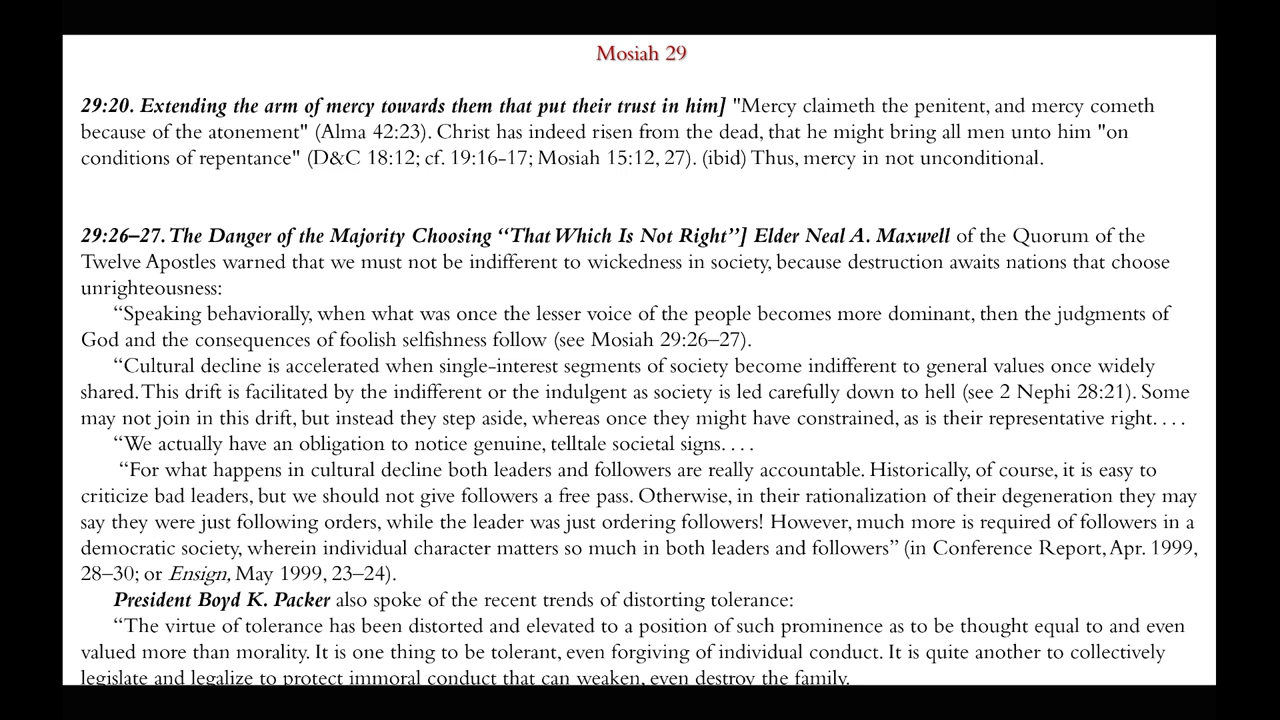 Mosiah 29
29:20. Extending the arm of mercy towards them that put their trust in him] "Mercy claimeth the penitent, and mercy cometh
because of the atonement" (Alma 42:23). Christ has indeed risen from the dead, that he might bring all men unto him "on
conditions of repentance" (D&C 18:12; cf. 19:16-17; Mosiah 15:12, 27). (ibid) Thus, mercy in not unconditional.
29:26–27. The Danger of the Majority Choosing “That Which Is Not Right”] Elder Neal A. Maxwell of the Quorum of the
Twelve Apostles warned that we must not be indifferent to wickedness in society, because destruction awaits nations that choose
unrighteousness:
“Speaking behaviorally, when what was once the lesser voice of the people becomes more dominant, then the judgments of
God and the consequences of foolish selfishness follow (see Mosiah 29:26–27).
“Cultural decline is accelerated when single-interest segments of society become indifferent to general values once widely
shared. This drift is facilitated by the indifferent or the indulgent as society is led carefully down to hell (see 2 Nephi 28:21). Some
may not join in this drift, but instead they step aside, whereas once they might have constrained, as is their representative right. . . .
“We actually have an obligation to notice genuine, telltale societal signs. . . .
“For what happens in cultural decline both leaders and followers are really accountable. Historically, of course, it is easy to
criticize bad leaders, but we should not give followers a free pass. Otherwise, in their rationalization of their degeneration they may
say they were just following orders, while the leader was just ordering followers! However, much more is required of followers in a
democratic society, wherein individual character matters so much in both leaders and followers” (in Conference Report, Apr. 1999,
28–30; or Ensign, May 1999, 23–24).
President Boyd K. Packer also spoke of the recent trends of distorting tolerance:
“The virtue of tolerance has been distorted and elevated to a position of such prominence as to be thought equal to and even
valued more than morality. It is one thing to be tolerant, even forgiving of individual conduct. It is quite another to collectively
legislate and legalize to protect immoral conduct that can weaken, even destroy the family.